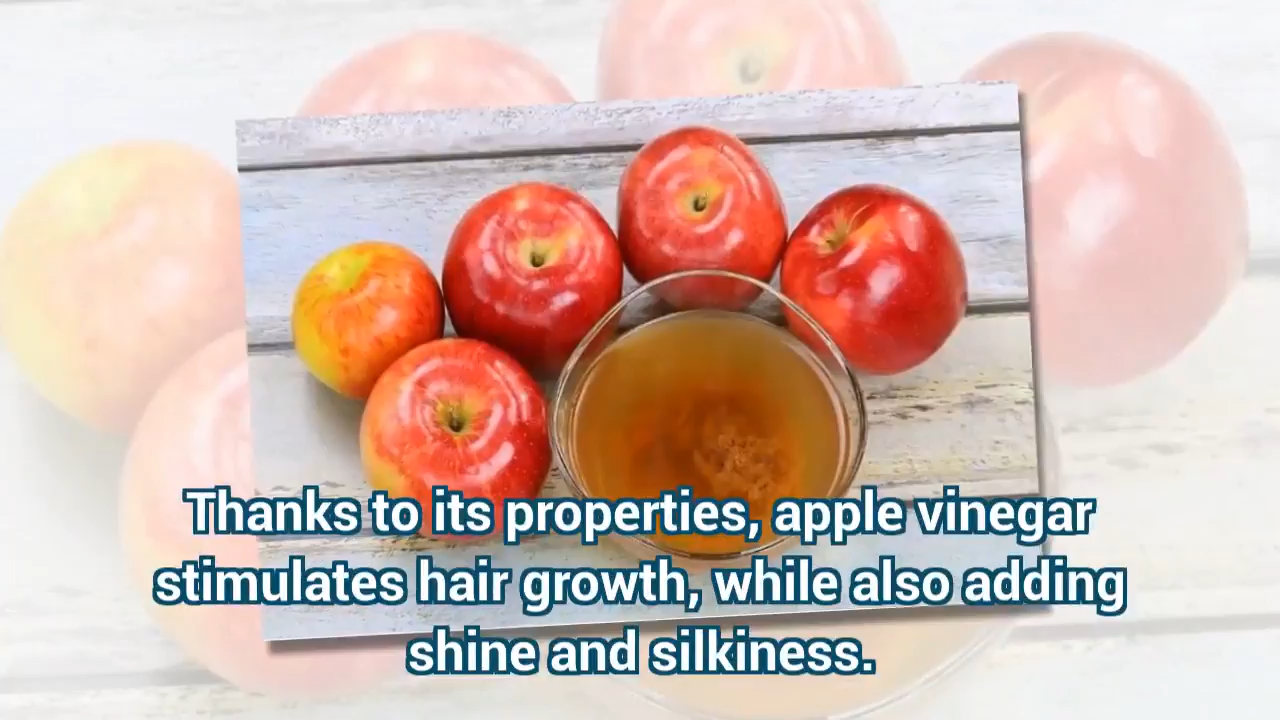 Thanks to its properties, apple vinegar
stimulates hair growth, while also adding
shine and silkiness.